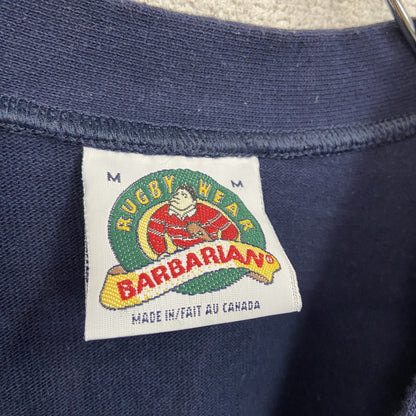 M M
RUGBY WEAR
BARBARIAN®
MADE IN/FAIT AU CANADA